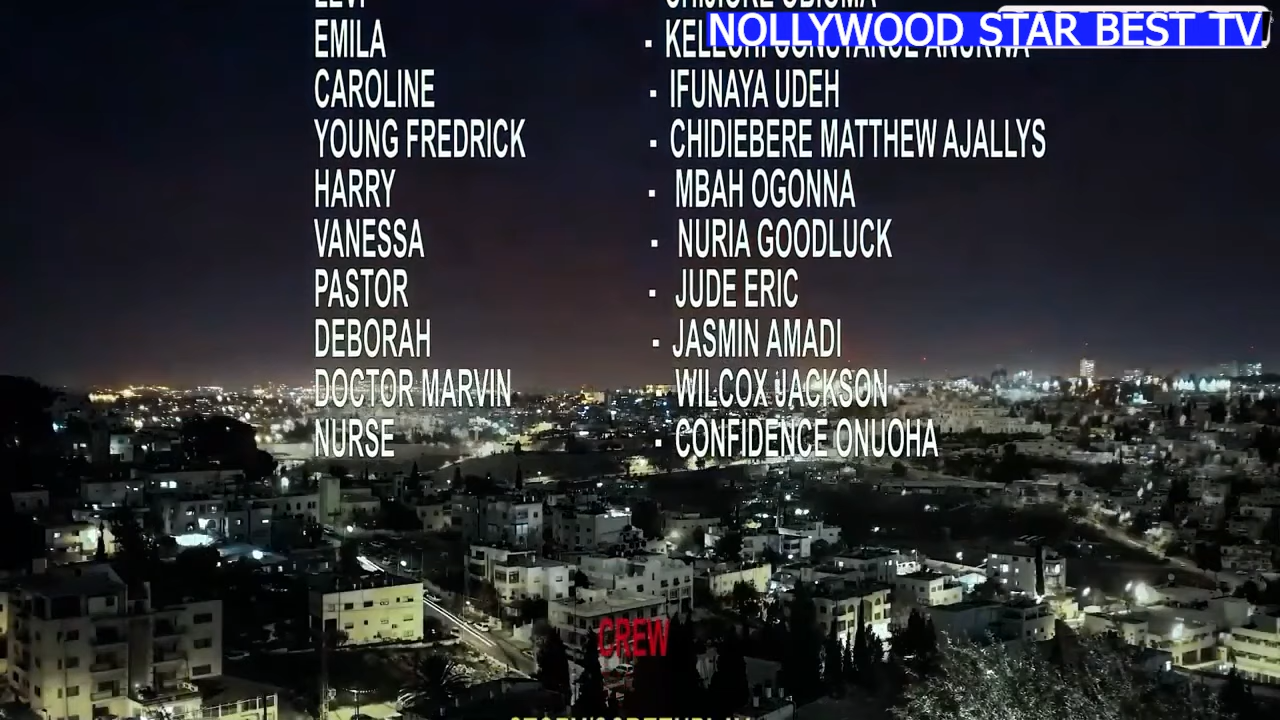 NOLLYWOOD STAR BEST TV
LEVI
EMILA
CAROLINE - IFUNAYA UDEH
YOUNG FREDRICK - CHIDIEBERE MATTHEW AJALLYS
HARRY - MBAH OGONNA
VANESSA - NURIA GOODLUCK
PASTOR - JUDE ERIC
DEBORAH - JASMIN AMADI
DOCTOR MARVIN WILCOX JACKSON
NURSE - CONFIDENCE ONUOHA
CREW